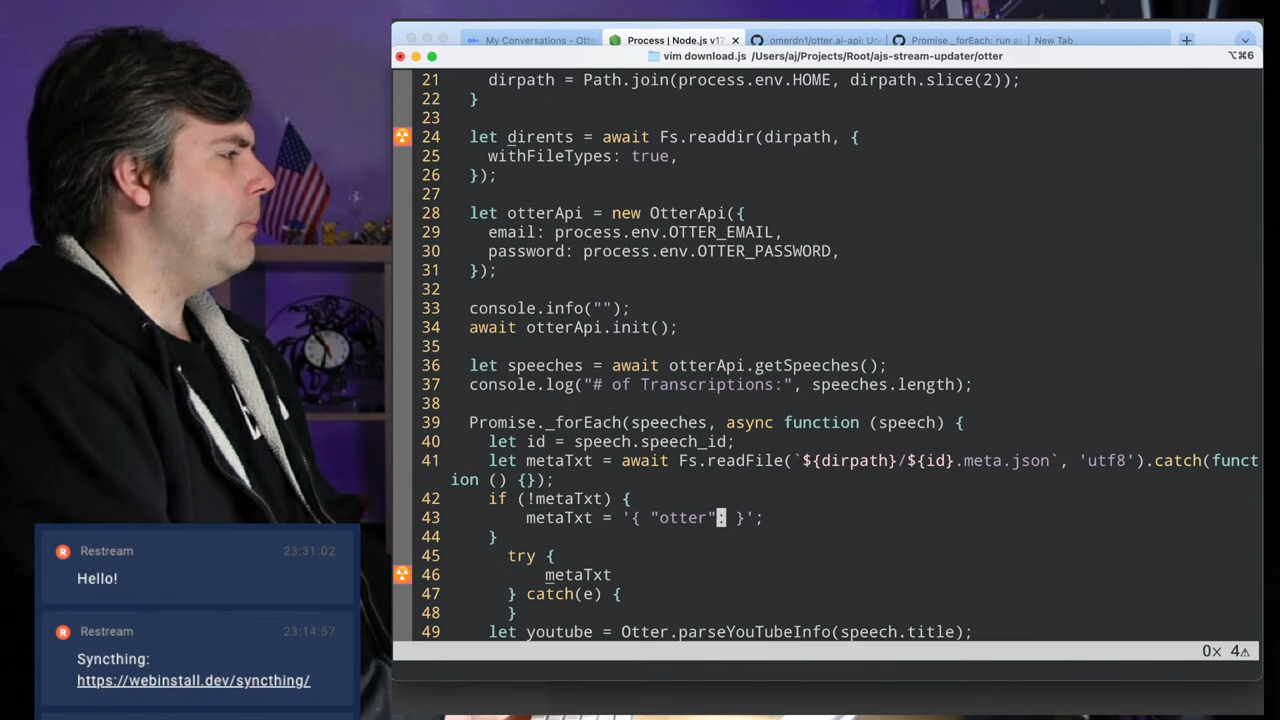 My Conversations - Otte
Process | Node.js v17
omerdn1/otter.ai-api: Un
Promise._forEach: run as
New Tab
vim download.js /Users/aj/Projects/Root/ajs-stream-updater/otter
⌥⌘6
21 dirpath = Path.join(process.env.HOME, dirpath.slice(2));
22 }
23
24 let dirents = await Fs.readdir(dirpath, {
25 withFileTypes: true,
26 });
27
28 let otterApi = new OtterApi({
29 email: process.env.OTTER_EMAIL,
30 password: process.env.OTTER_PASSWORD,
31 });
32
33 console.info("");
34 await otterApi.init();
35
36 let speeches = await otterApi.getSpeeches();
37 console.log("# of Transcriptions:", speeches.length);
38
39 Promise._forEach(speeches, async function (speech) {
40 let id = speech.speech_id;
41 let metaTxt = await Fs.readFile(`${dirpath}/${id}.meta.json`, 'utf8').catch(funct
ion () {});
42 if (!metaTxt) {
43 metaTxt = '{ "otter": }';
44 }
45 try {
46 metaTxt
47 } catch(e) {
48 }
49 let youtube = Otter.parseYouTubeInfo(speech.title);
0× 4⚠
Restream 23:31:02
Hello!
Restream 23:14:57
Syncthing:
https://webinstall.dev/syncthing/